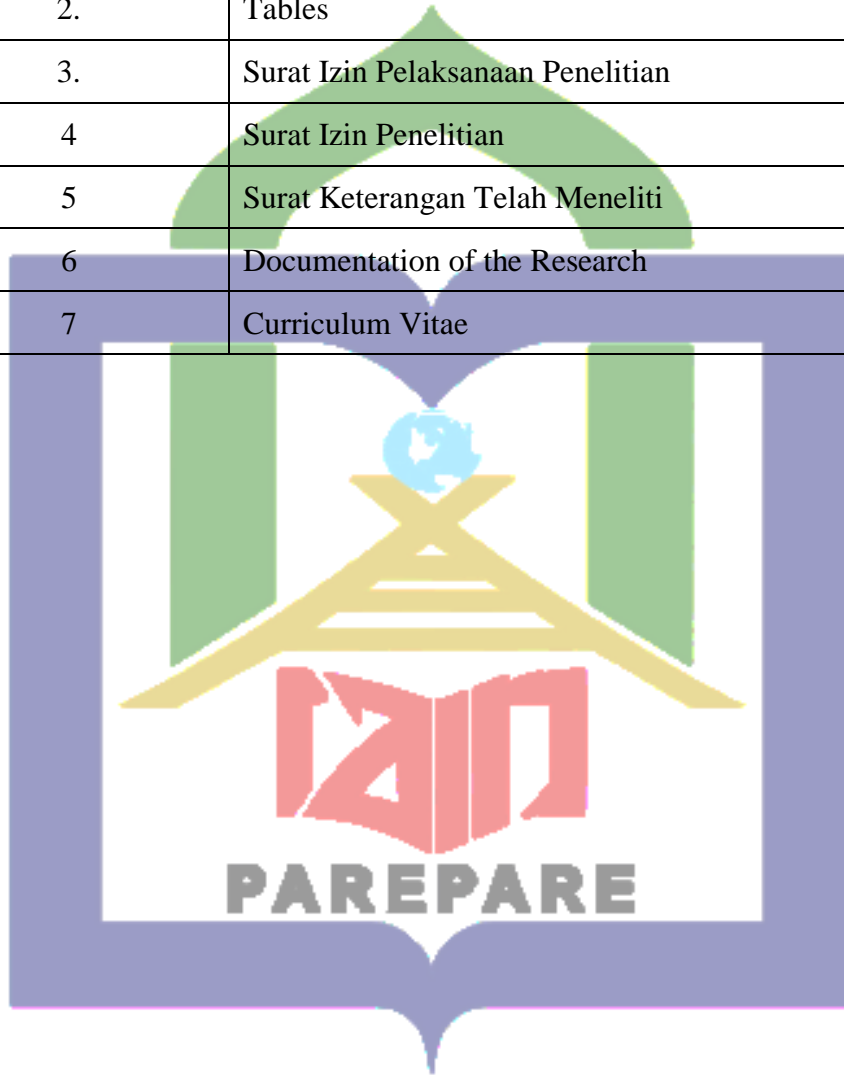 2. Tables
3. Surat Izin Pelaksanaan Penelitian
4 Surat Izin Penelitian
5 Surat Keterangan Telah Meneliti
6 Documentation of the Research
7 Curriculum Vitae
iain
PAREPARE